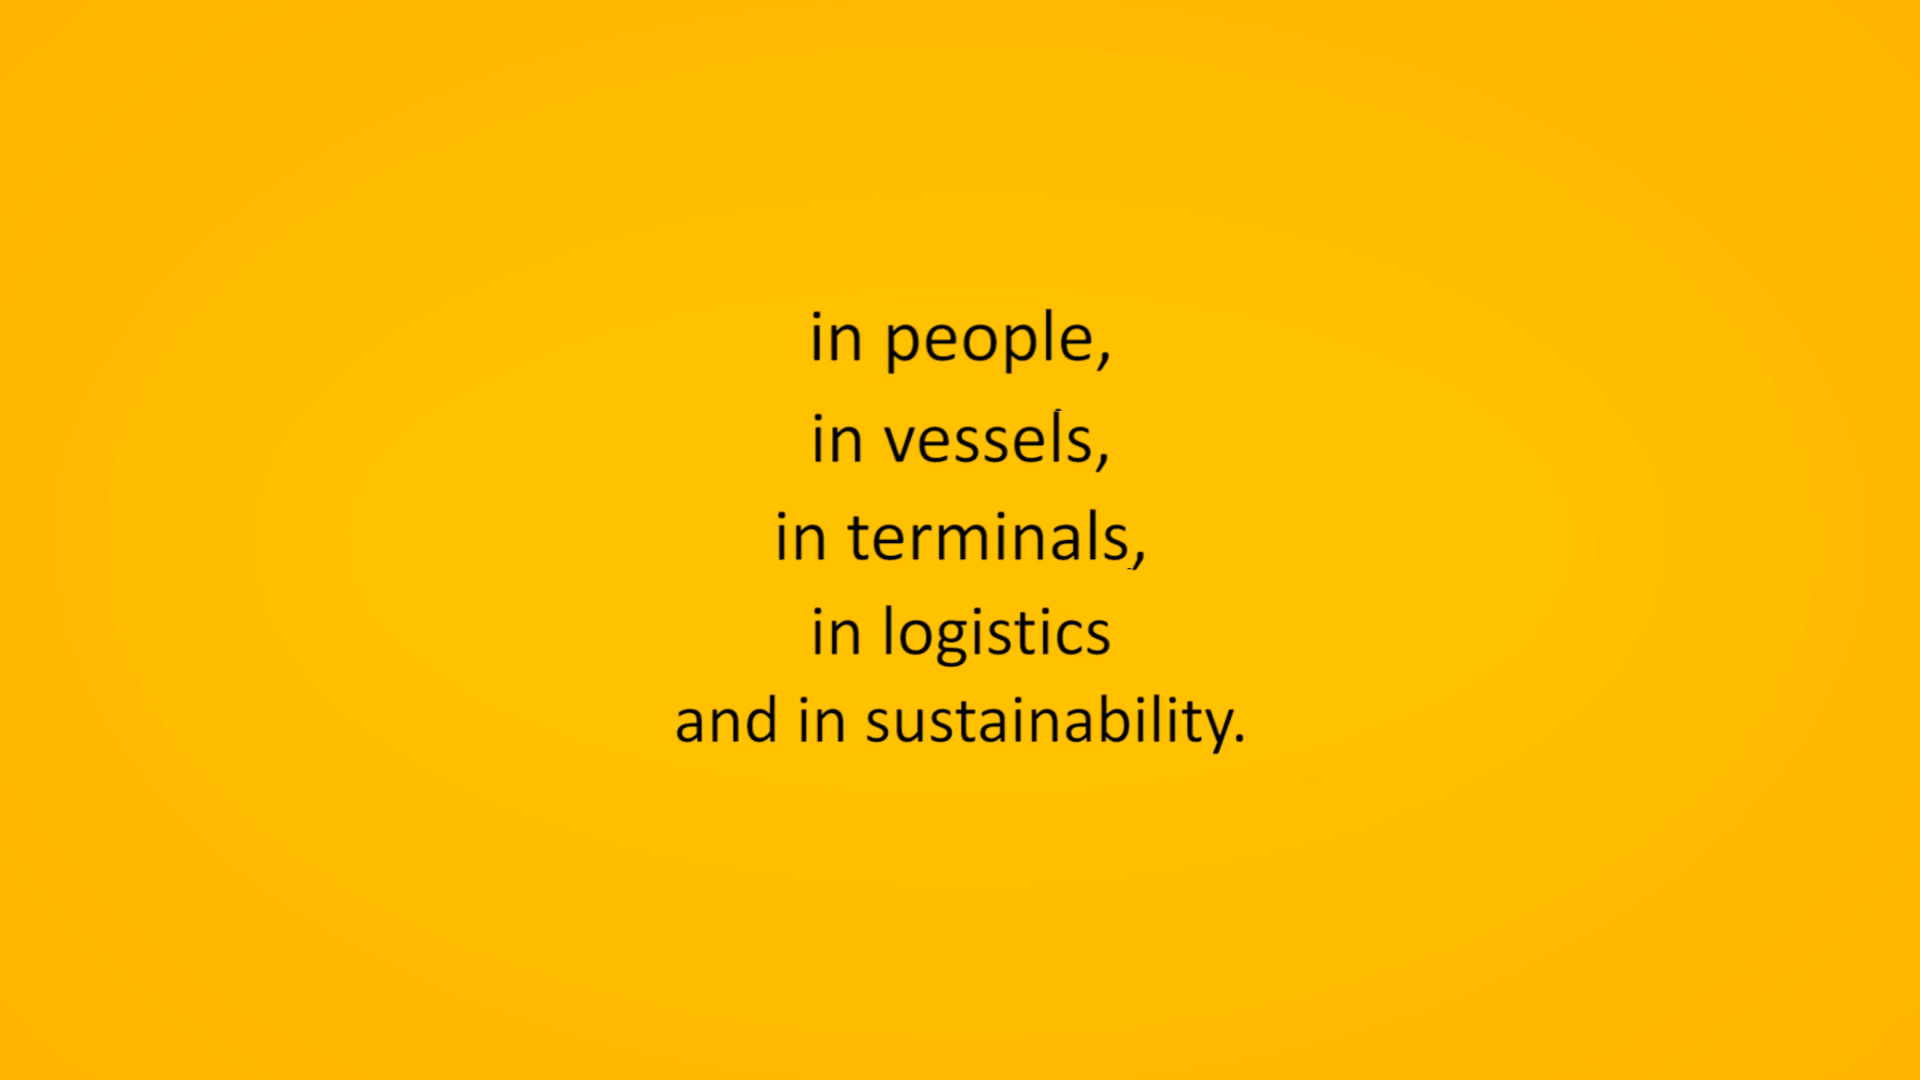 in people,
in vessels,
in terminals,
in logistics
and in sustainability.